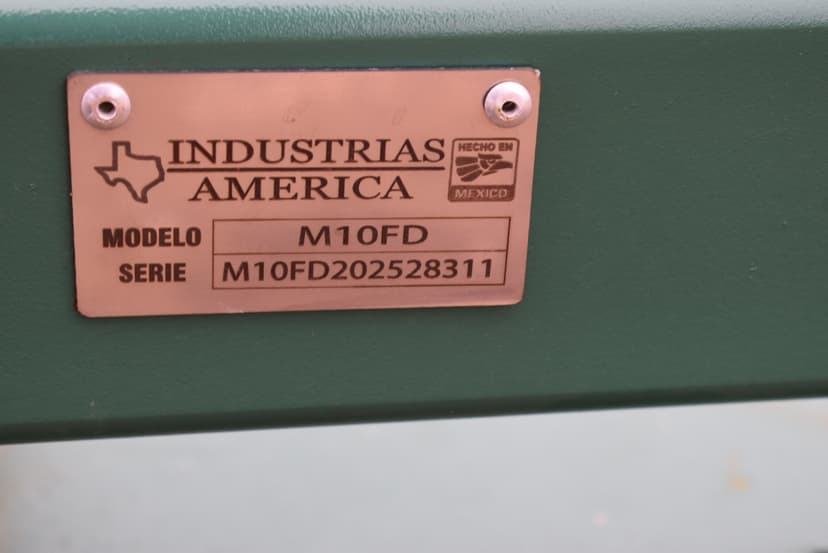 INDUSTRIAS
AMERICA
HECHO EN
MEXICO
MODELO M10FD
SERIE M10FD202528311